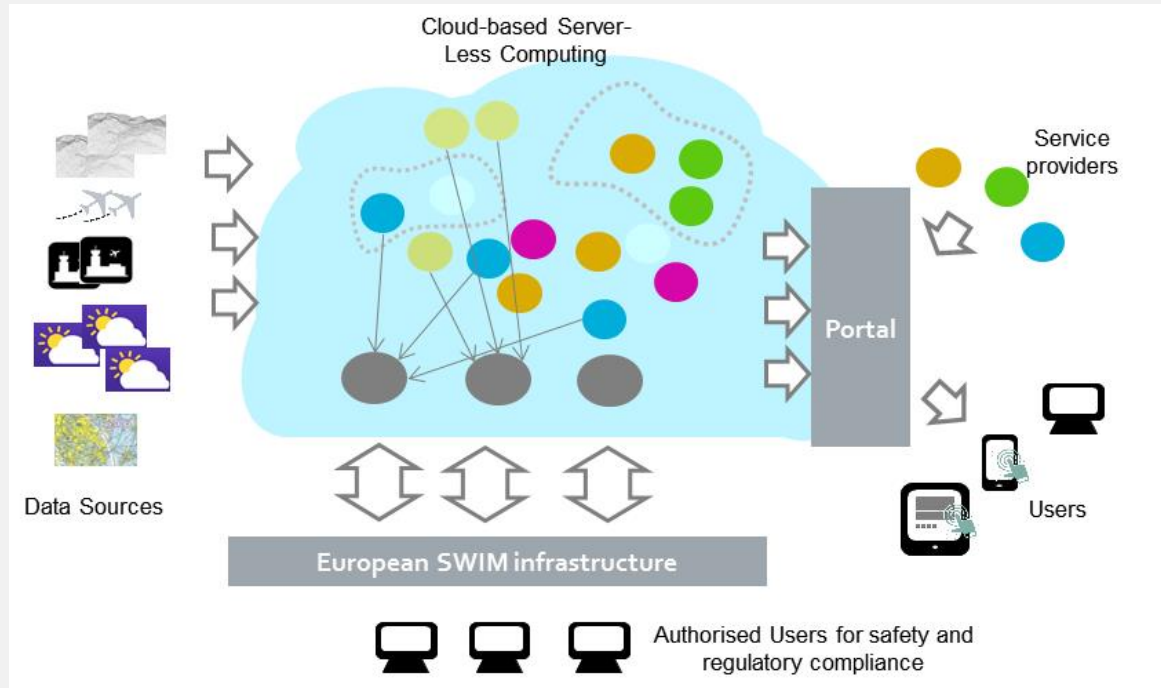 Cloud-based Server-
Less Computing
Service
providers
Portal
Data Sources
Users
European SWIM infrastructure
Authorised Users for safety and
regulatory compliance